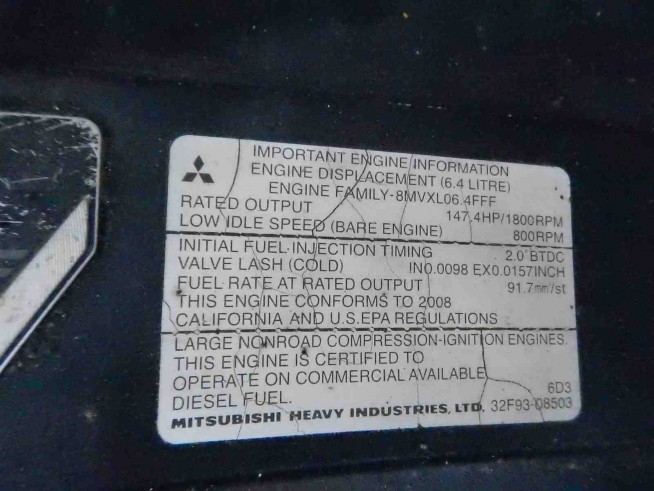 IMPORTANT ENGINE INFORMATION
ENGINE DISPLACEMENT (6.4 LITRE)
ENGINE FAMILY-8MVXL06.4FFF
RATED OUTPUT 147.4HP/1800RPM
LOW IDLE SPEED (BARE ENGINE) 800RPM
INITIAL FUEL-INJECTION TIMING 2.0°BTDC
VALVE LASH (COLD) IN0.0098 EX0.0157INCH
FUEL RATE AT RATED OUTPUT 91.7mm³/st
THIS ENGINE CONFORMS TO 2008
CALIFORNIA AND U.S.EPA REGULATIONS
LARGE NONROAD COMPRESSION-IGNITION ENGINES.
THIS ENGINE IS CERTIFIED TO
OPERATE ON COMMERCIAL AVAILABLE
DIESEL FUEL. 6D3
MITSUBISHI HEAVY INDUSTRIES, LTD. 32F93-08503